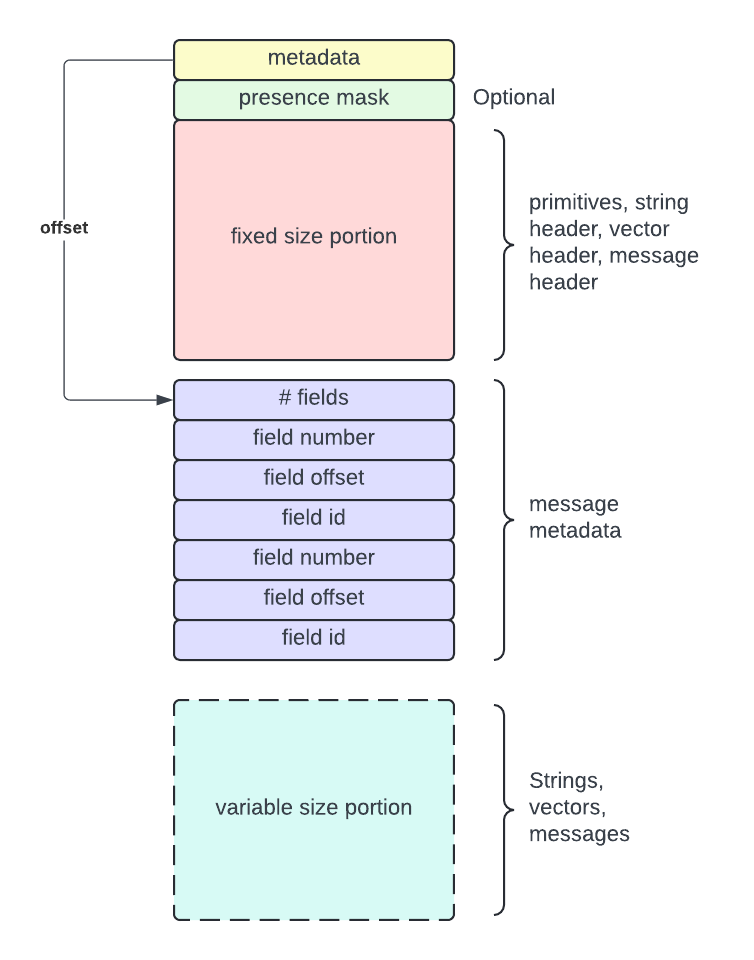 metadata
presence mask
Optional
offset
fixed size portion
primitives, string
header, vector
header, message
header
# fields
field number
field offset
field id
field number
field offset
field id
message
metadata
variable size portion
Strings,
vectors,
messages